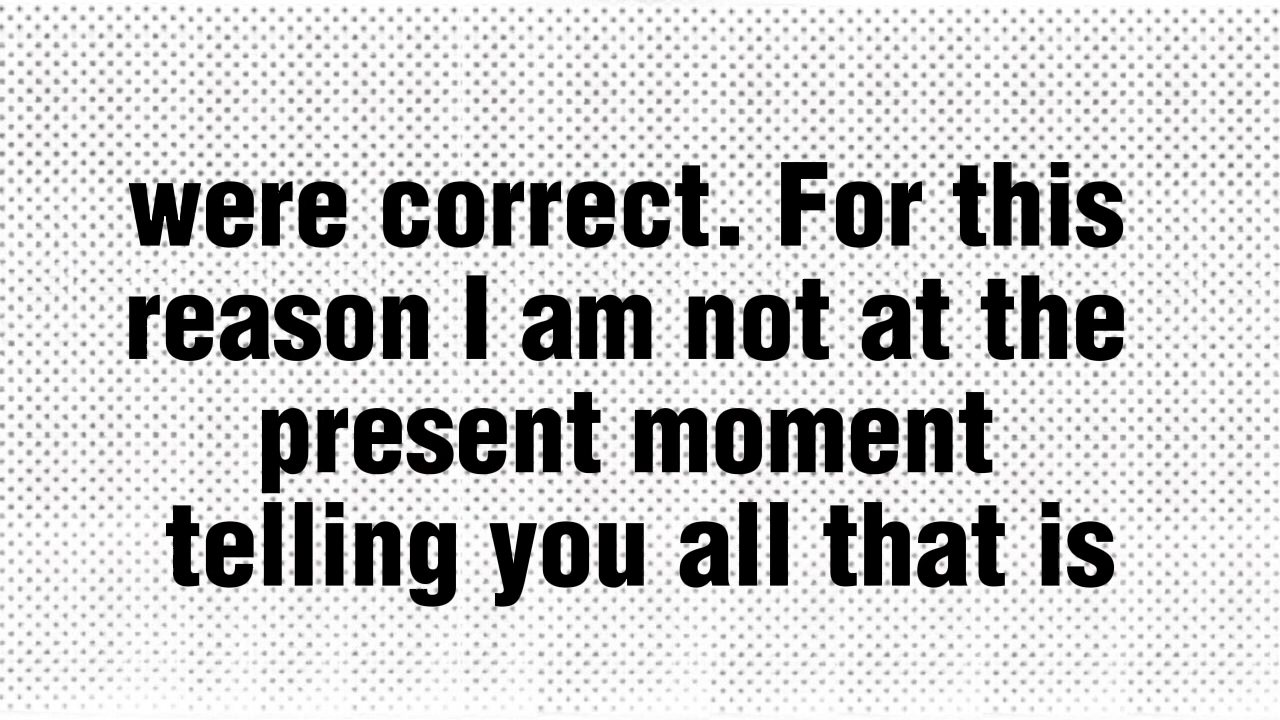 were correct. For this
reason I am not at the
present moment
telling you all that is